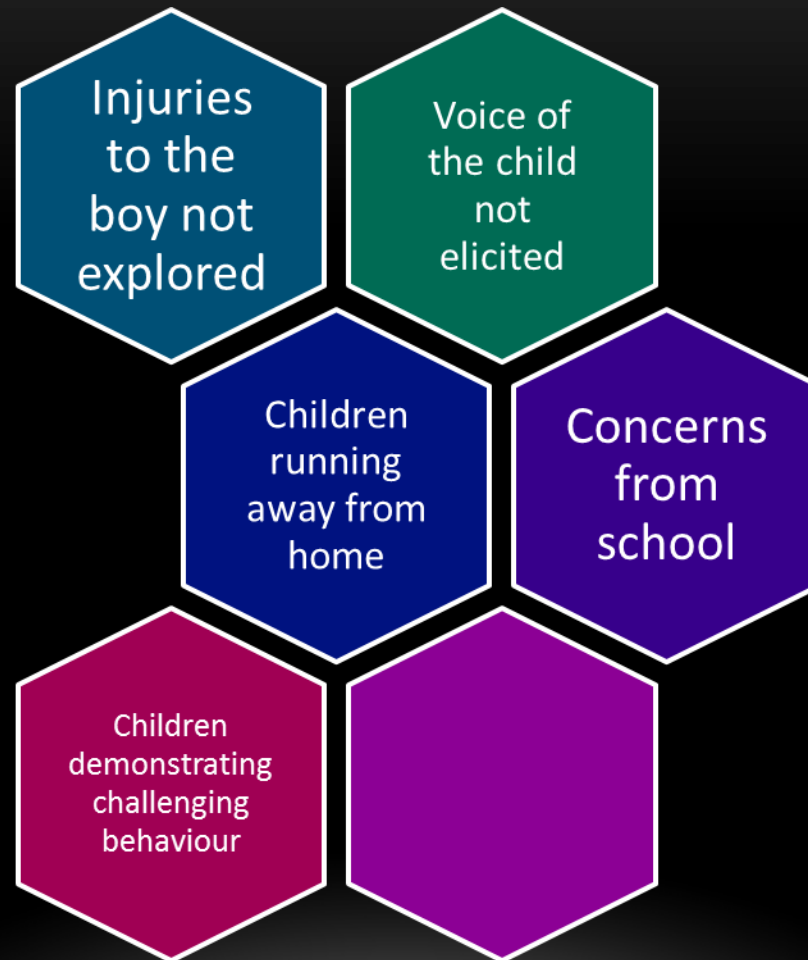 Injuries
to the
boy not
explored
Voice of
the child
not
elicited
Children
running
away from
home
Concerns
from
school
Children
demonstrating
challenging
behaviour